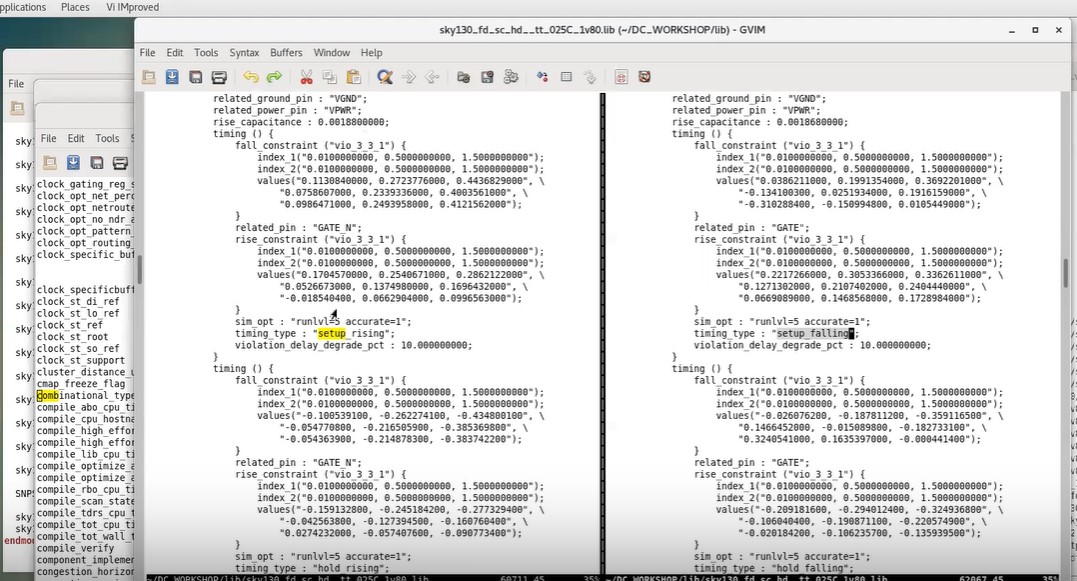 pplications Places Vi IMproved
sky130_fd_sc_hd__tt_025C_1v80.lib (~/DC_WORKSHOP/lib) - GVIM
File Edit Tools Syntax Buffers Window Help
File
File Edit Tools S
sky
sky
sky
sky
sky
sky
sky
sky
SNPS
sky
sky
endmod
clock_gating_reg_s
clock_opt_net_perc
clock_opt_netroute
clock_opt_no_ndr_a
clock_opt_pattern_
clock_opt_routing_
clock_specific_buf
clock_specificbuff
clock_st_di_ref
clock_st_lo_ref
clock_st_ref
clock_st_root
clock_st_so_ref
clock_st_support
cluster_distance_u
cmap_freeze_flag
combinational_type
compile_abo_cpu_ti
compile_cpu_hostna
compile_high_effor
compile_high_effor
compile_lib_cpu_ti
compile_optimize_a
compile_optimize_a
compile_rbo_cpu_ti
compile_scan_state
compile_tdrs_cpu_t
compile_tot_cpu_ti
compile_tot_wall_t
compile_verify
component_implemen
congestion_horizon
related_ground_pin : "VGND";
related_power_pin : "VPWR";
rise_capacitance : 0.0018800000;
timing () {
fall_constraint ("vio_3_3_1") {
index_1("0.0100000000, 0.5000000000, 1.5000000000");
index_2("0.0100000000, 0.5000000000, 1.5000000000");
values("0.1130840000, 0.2723776000, 0.4436829000", \
"0.0758607000, 0.2339336000, 0.4003561000", \
"0.0986471000, 0.2493958000, 0.4121562000");
}
related_pin : "GATE_N";
rise_constraint ("vio_3_3_1") {
index_1("0.0100000000, 0.5000000000, 1.5000000000");
index_2("0.0100000000, 0.5000000000, 1.5000000000");
values("0.1704570000, 0.2540671000, 0.2862122000", \
"0.0526673000, 0.1374980000, 0.1696432000", \
"-0.018540400, 0.0662904000, 0.0996563000");
}
sim_opt : "runlvl=5 accurate=1";
timing_type : "setup_rising";
violation_delay_degrade_pct : 10.000000000;
}
timing () {
fall_constraint ("vio_3_3_1") {
index_1("0.0100000000, 0.5000000000, 1.5000000000");
index_2("0.0100000000, 0.5000000000, 1.5000000000");
values("-0.100539100, -0.262274100, -0.434800100", \
"-0.054770800, -0.216505900, -0.385369800", \
"-0.054363900, -0.214878300, -0.383742200");
}
related_pin : "GATE_N";
rise_constraint ("vio_3_3_1") {
index_1("0.0100000000, 0.5000000000, 1.5000000000");
index_2("0.0100000000, 0.5000000000, 1.5000000000");
values("-0.159132800, -0.245184200, -0.277329400", \
"-0.042563800, -0.127394500, -0.160760400", \
"0.0274232000, -0.057407600, -0.090773400");
}
sim_opt : "runlvl=5 accurate=1";
timing_type : "hold_rising";
~/DC_WORKSHOP/lib/sky130_fd_sc_hd__tt_025C_1v80.lib 60711,45 35%
related_ground_pin : "VGND";
related_power_pin : "VPWR";
rise_capacitance : 0.0018680000;
timing () {
fall_constraint ("vio_3_3_1") {
index_1("0.0100000000, 0.5000000000, 1.5000000000");
index_2("0.0100000000, 0.5000000000, 1.5000000000");
values("0.0386211000, 0.1991354000, 0.3692201000", \
"-0.134100300, 0.0251934000, 0.1916159000", \
"-0.310288400, -0.150994800, 0.0105449000");
}
related_pin : "GATE";
rise_constraint ("vio_3_3_1") {
index_1("0.0100000000, 0.5000000000, 1.5000000000");
index_2("0.0100000000, 0.5000000000, 1.5000000000");
values("0.2217266000, 0.3053366000, 0.3362611000", \
"0.1271302000, 0.2107402000, 0.2404440000", \
"0.0669089000, 0.1468568000, 0.1728984000");
}
sim_opt : "runlvl=5 accurate=1";
timing_type : "setup_falling";
violation_delay_degrade_pct : 10.000000000;
}
timing () {
fall_constraint ("vio_3_3_1") {
index_1("0.0100000000, 0.5000000000, 1.5000000000");
index_2("0.0100000000, 0.5000000000, 1.5000000000");
values("-0.026076200, -0.187811200, -0.359116500", \
"0.1466452000, -0.015089800, -0.182733100", \
"0.3240541000, 0.1635397000, -0.000441400");
}
related_pin : "GATE";
rise_constraint ("vio_3_3_1") {
index_1("0.0100000000, 0.5000000000, 1.5000000000");
index_2("0.0100000000, 0.5000000000, 1.5000000000");
values("-0.209181600, -0.294012400, -0.324936800", \
"-0.106040400, -0.190871100, -0.220574900", \
"-0.020184200, -0.106235700, -0.135939500");
}
sim_opt : "runlvl=5 accurate=1";
timing_type : "hold_falling";
~/DC_WORKSHOP/lib/sky130_fd_sc_hd__tt_025C_1v80.lib 62067,45 35%